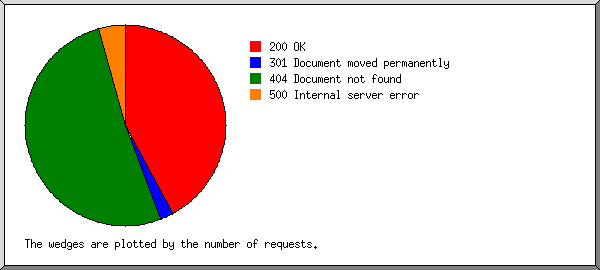 200 OK
301 Document moved permanently
404 Document not found
500 Internal server error
The wedges are plotted by the number of requests.